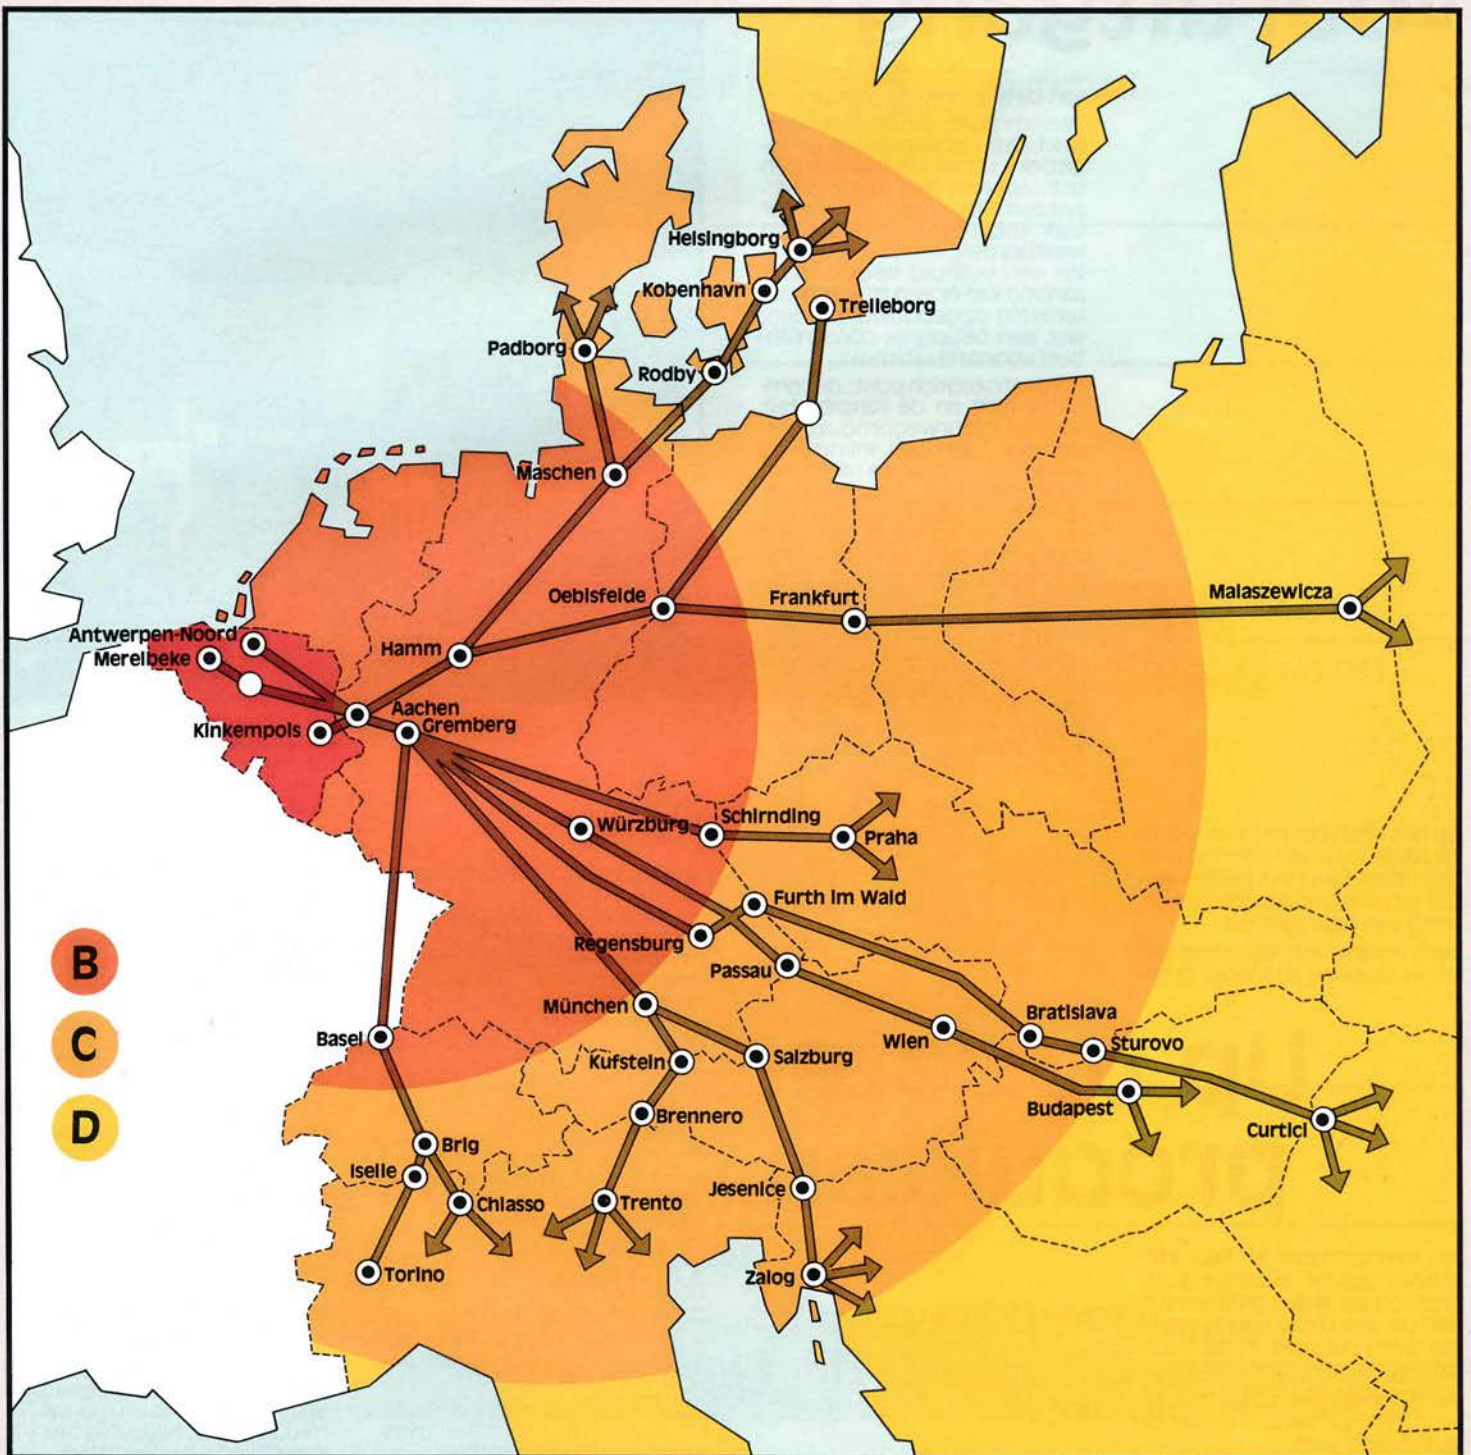 Helsingborg
Kobenhavn
Trelleborg
Padborg
Rodby
Maschen
Oebisfelde
Frankfurt
Malaszewicza
Antwerpen-Noord
Merelbeke
Hamm
Aachen
Gremberg
Kinkempois
Würzburg
Schirnding
Praha
Furth im Wald
Regensburg
Passau
B
München
Bratislava
Basel
Wien
Sturovo
C
Kufstein
Salzburg
Budapest
Brennero
Curtici
D
Brig
Iselle
Jesenice
Chiasso
Trento
Torino
Zalog